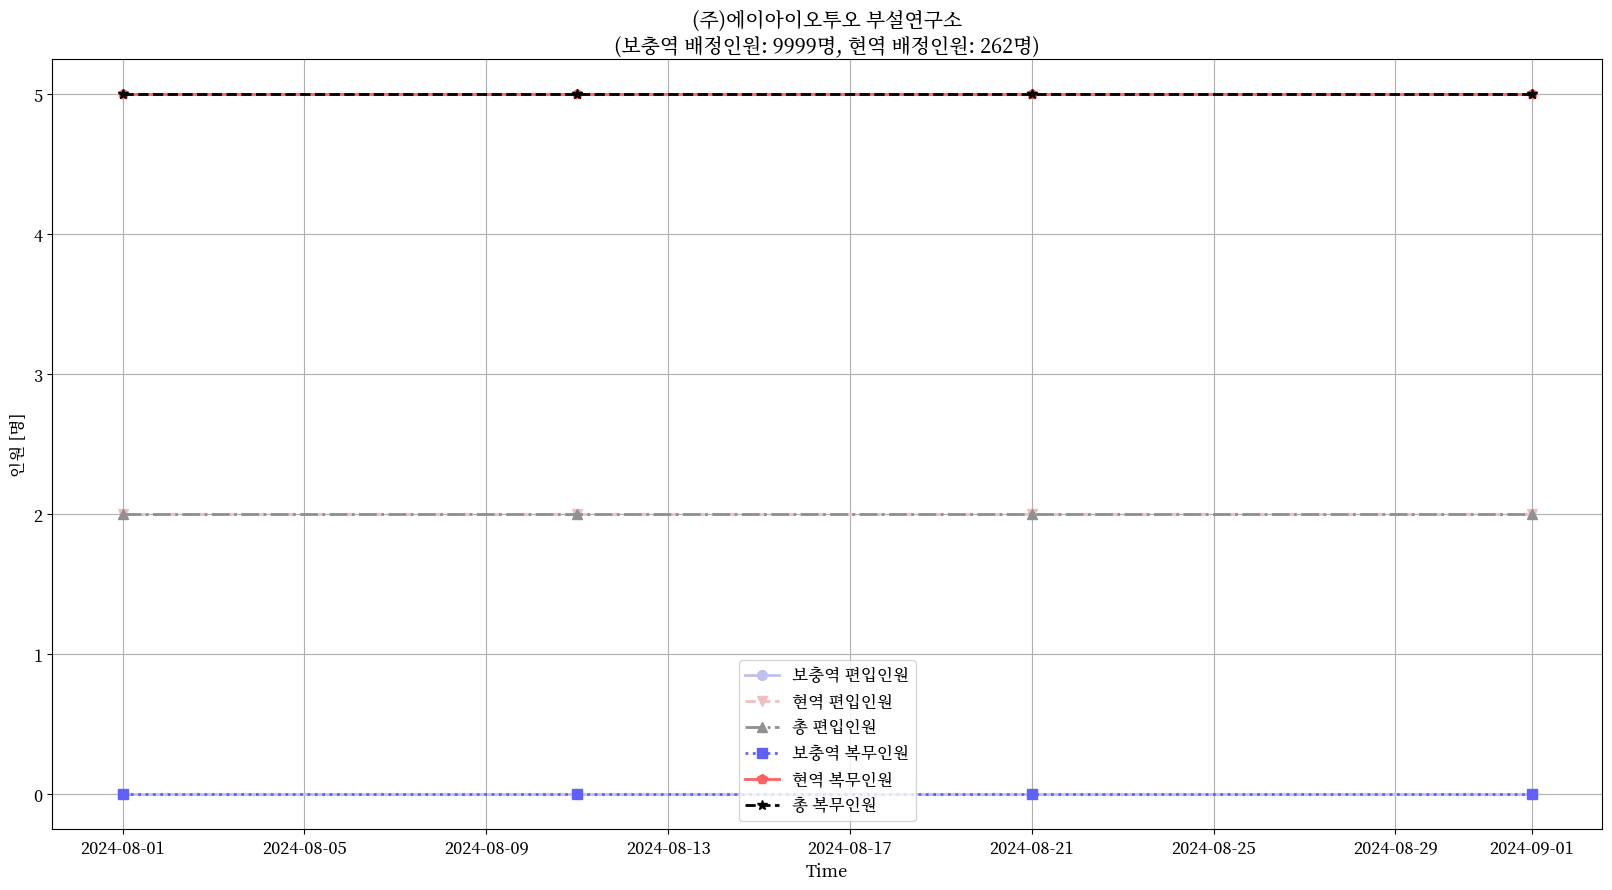 (주)에이아이오투오 부설연구소
(보충역 배정인원: 9999명, 현역 배정인원: 262명)
인원 [명]
5
4
3
2
1
0
보충역 편입인원
현역 편입인원
총 편입인원
보충역 복무인원
현역 복무인원
총 복무인원
2024-08-01 2024-08-05 2024-08-09 2024-08-13 2024-08-17 2024-08-21 2024-08-25 2024-08-29 2024-09-01
Time